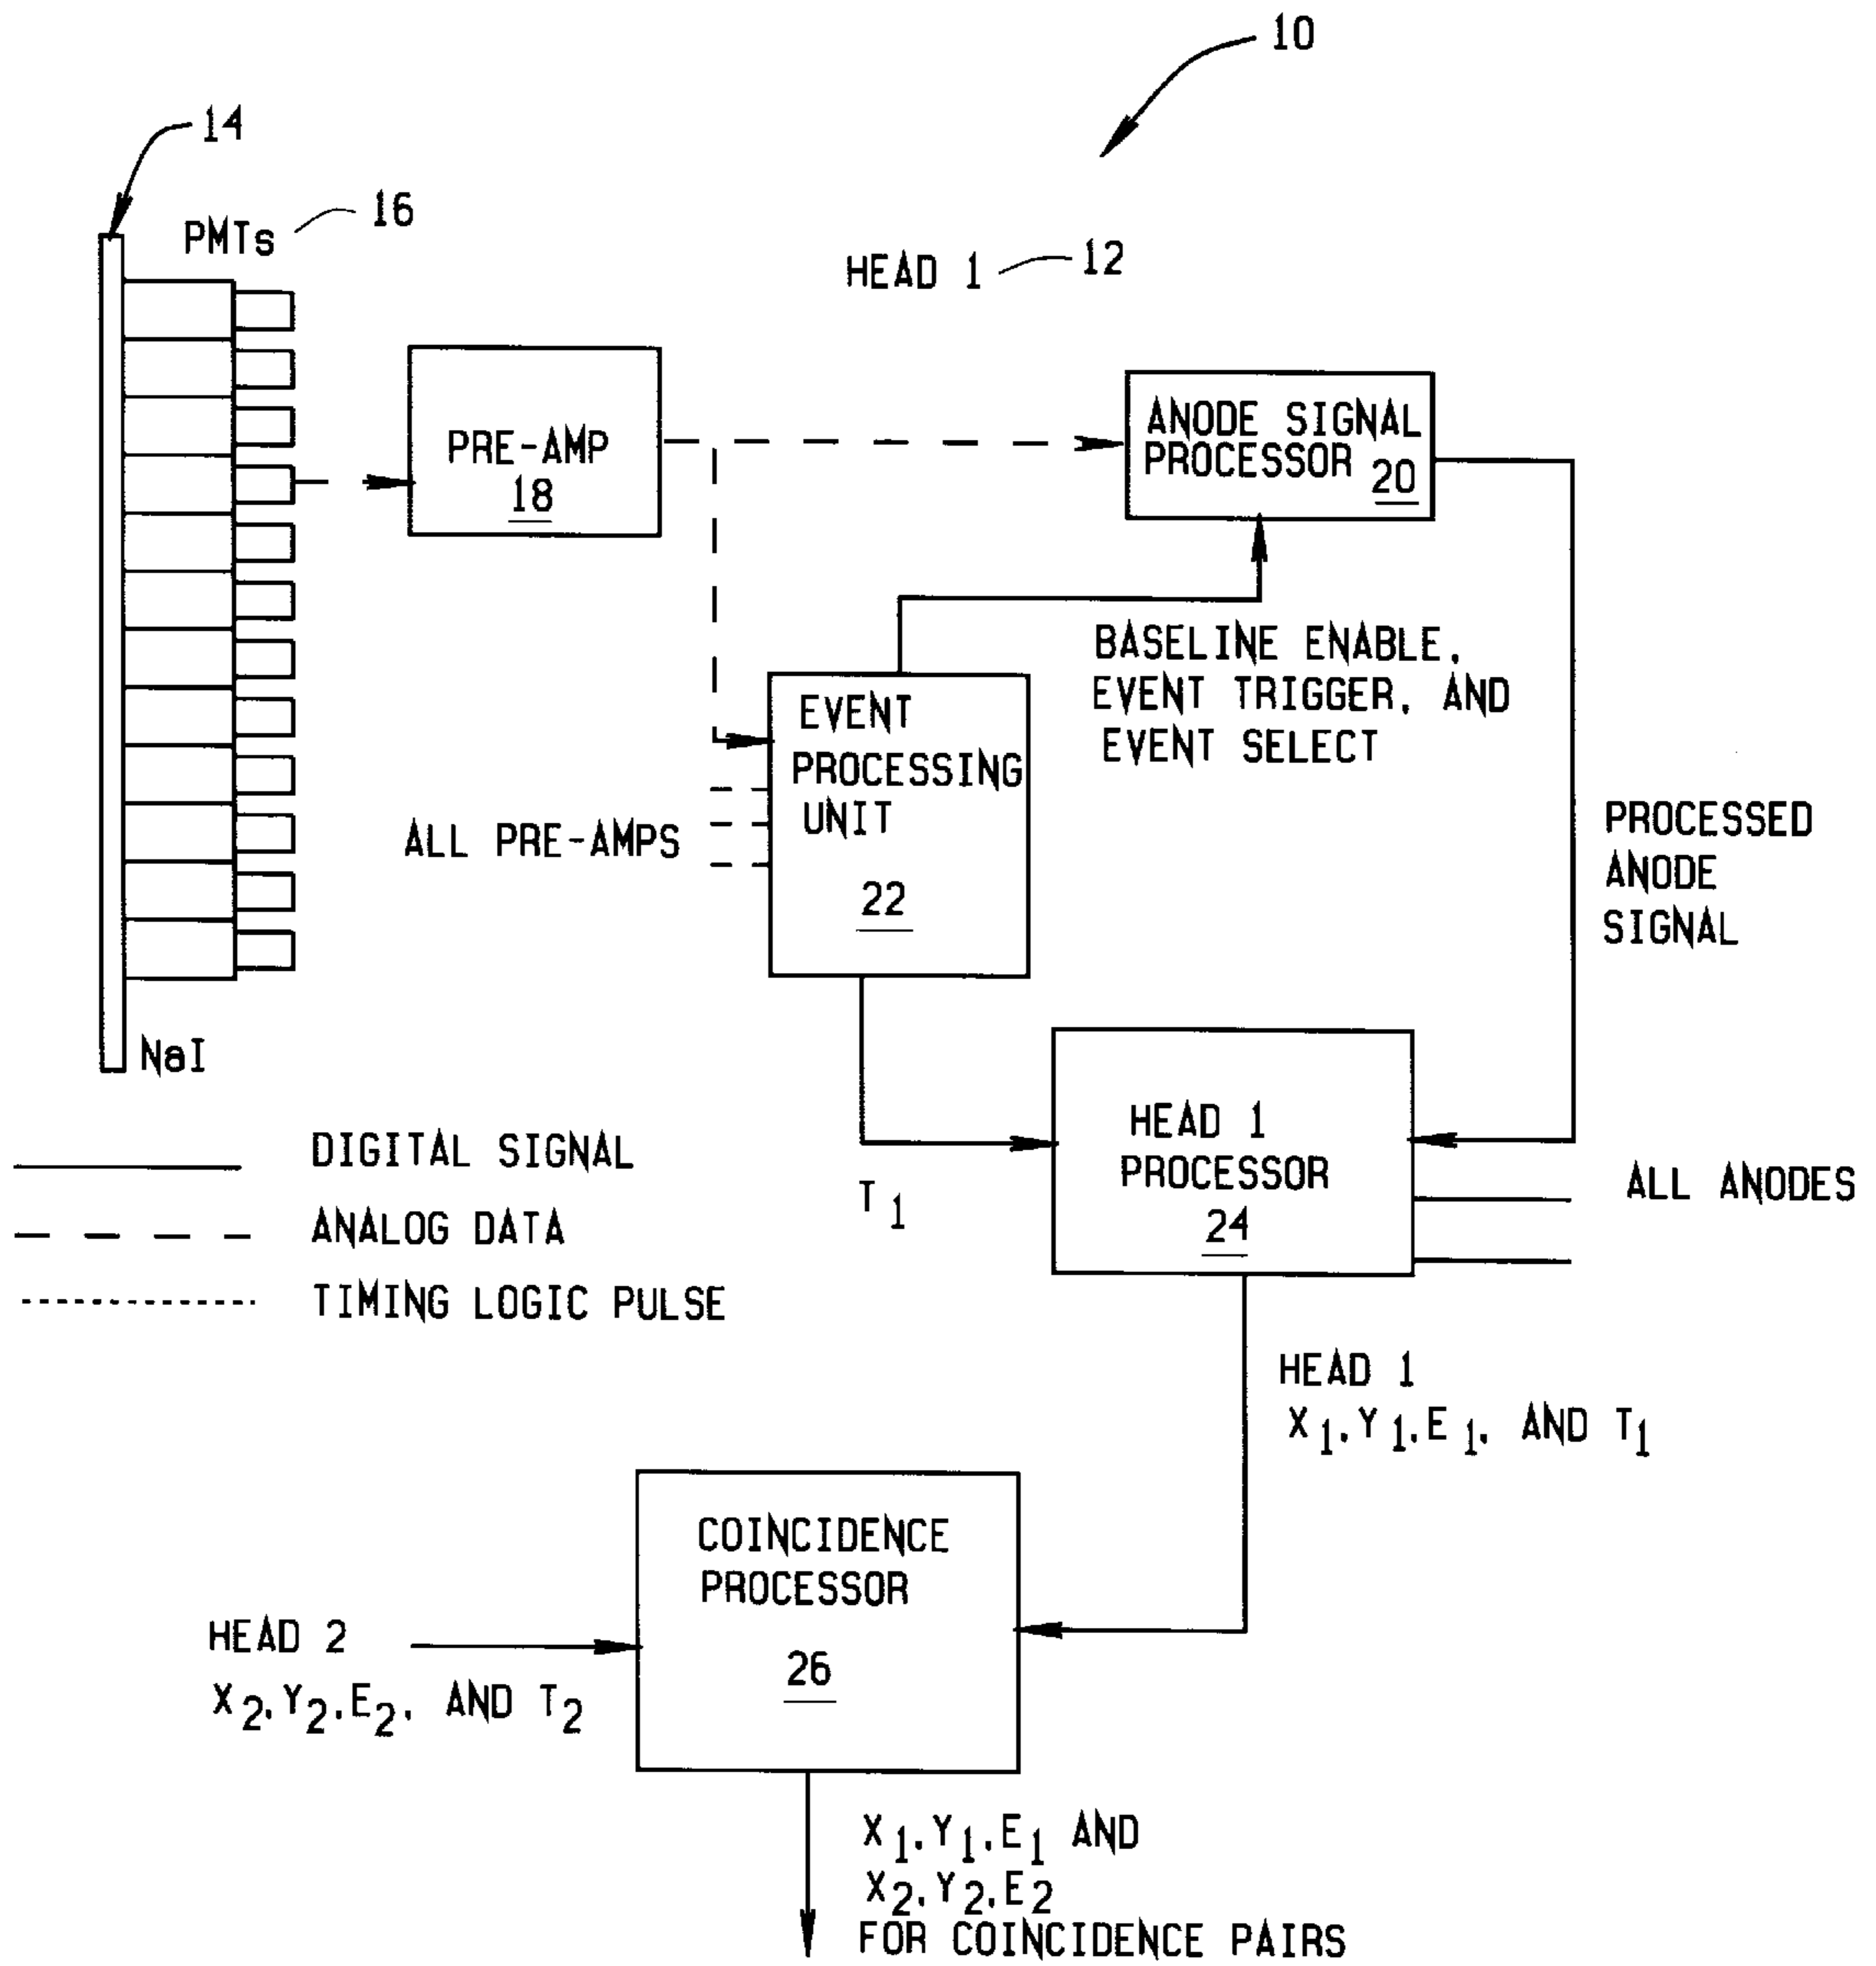 10
14
PMTs 16
HEAD 1 12
PRE-AMP
18
ANODE SIGNAL
PROCESSOR 20
BASELINE ENABLE,
EVENT TRIGGER, AND
EVENT SELECT
EVENT
PROCESSING
UNIT
22
ALL PRE-AMPS
PROCESSED
ANODE
SIGNAL
NaI
HEAD 1
PROCESSOR
24
T1
ALL ANODES
DIGITAL SIGNAL
ANALOG DATA
TIMING LOGIC PULSE
HEAD 1
X1,Y1,E1, AND T1
COINCIDENCE
PROCESSOR
26
HEAD 2
X2,Y2,E2, AND T2
X1,Y1,E1 AND
X2,Y2,E2
FOR COINCIDENCE PAIRS